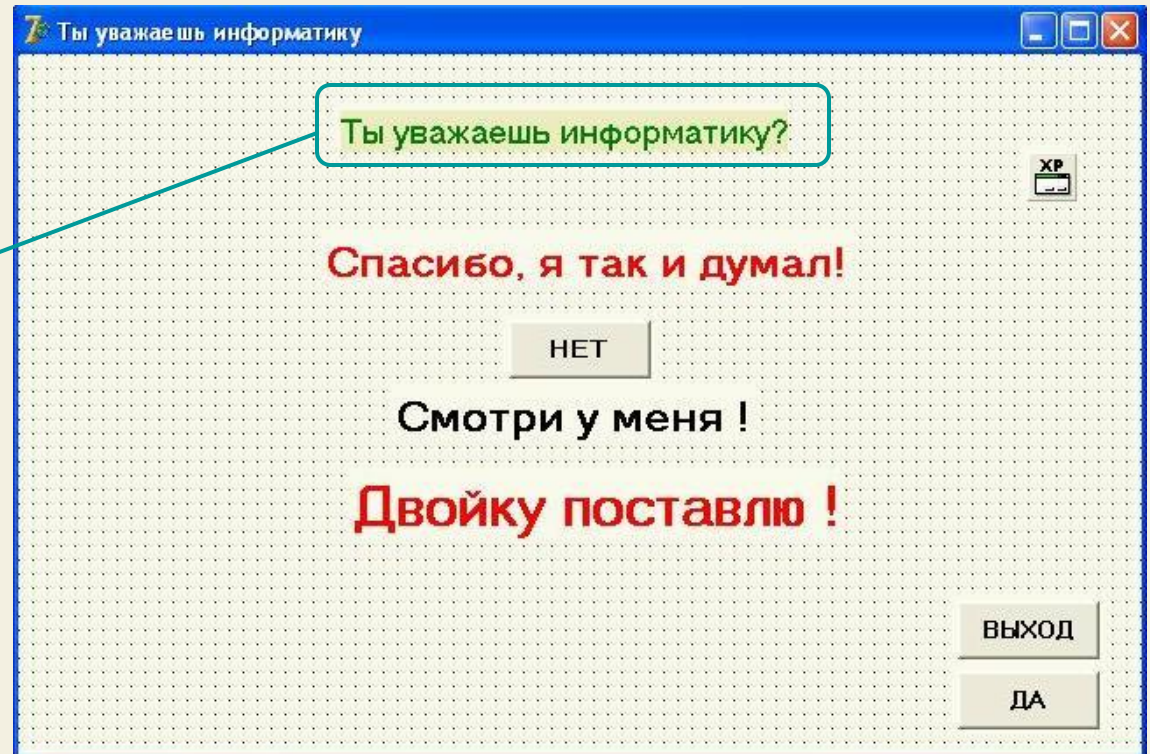 Ты уважаешь информатику
Ты уважаешь информатику?
XP
Спасибо, я так и думал!
НЕТ
Смотри у меня !
Двойку поставлю !
ВЫХОД
ДА